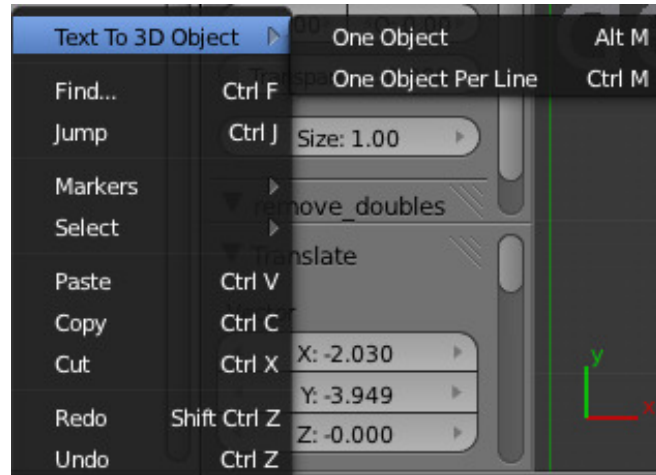 Text To 3D Object
One Object Alt M
One Object Per Line Ctrl M
Find... Ctrl F
Jump Ctrl J
Size: 1.00
Markers
remove_doubles
Select
Translate
Paste Ctrl V
Vector
Copy Ctrl C
Cut Ctrl X
X: -2.030
Y: -3.949
Redo Shift Ctrl Z
Z: -0.000
Undo Ctrl Z
y
x